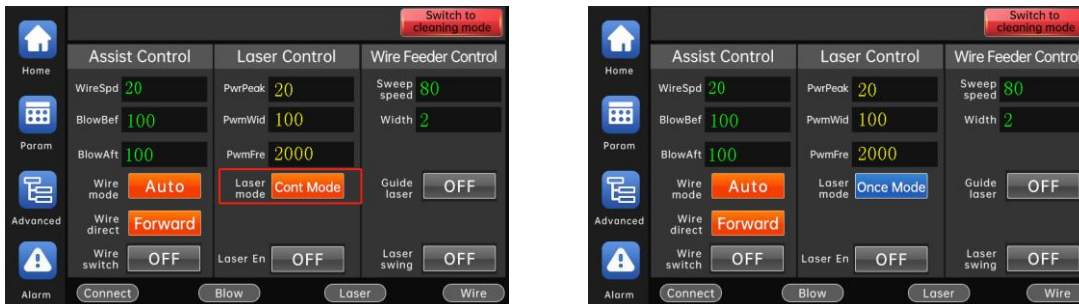 Switch to
cleaning mode
Home
Param
Advanced
Alarm
Assist Control
Laser Control
Wire Feeder Control
WireSpd 20
PwrPeak 20
Sweep
speed 80
BlowBef 100
PwmWid 100
Width 2
BlowAft 100
PwmFre 2000
Wire
mode Auto
Laser
mode Cont Mode
Guide
laser OFF
Wire
direct Forward
Wire
switch OFF
Laser En OFF
Laser
swing OFF
Connect
Blow
Laser
Wire
Switch to
cleaning mode
Home
Param
Advanced
Alarm
Assist Control
Laser Control
Wire Feeder Contro
WireSpd 20
PwrPeak 20
Sweep
speed 80
BlowBef 100
PwmWid 100
Width 2
BlowAft 100
PwmFre 2000
Wire
mode Auto
Laser
mode Once Mode
Guide
laser OFF
Wire
direct Forward
Wire
switch OFF
Laser En OFF
Laser
swing OFF
Connect
Blow
Laser
Wire